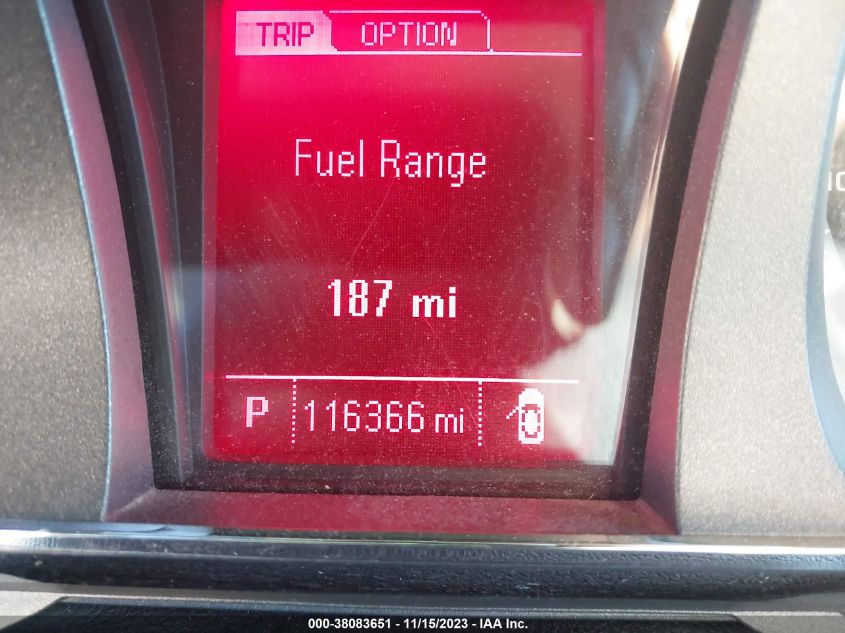 TRIP OPTION
Fuel Range
187 mi
P 116366 mi
000-38083651 - 11/15/2023 - IAA Inc.